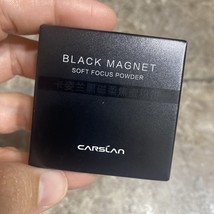 BLACK MAGNET
SOFT FOCUS POWDER
CARSLAN